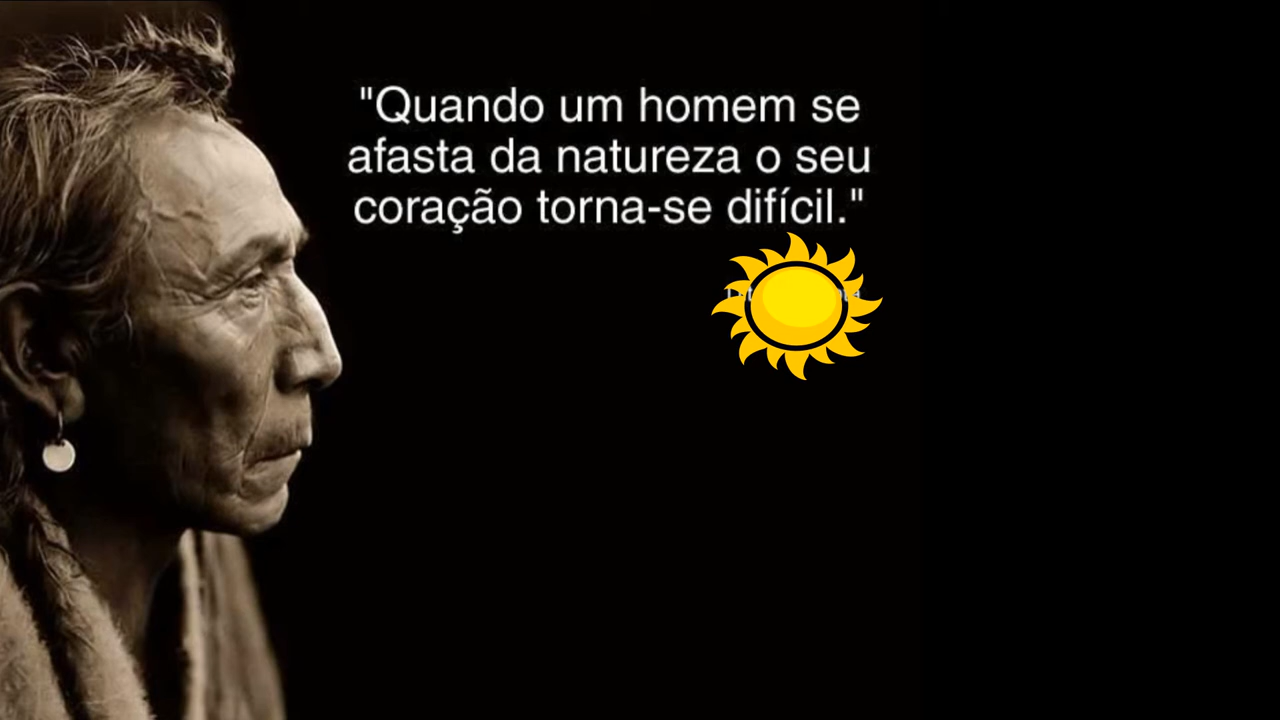 "Quando um homem se
afasta da natureza o seu
coração torna-se difícil."